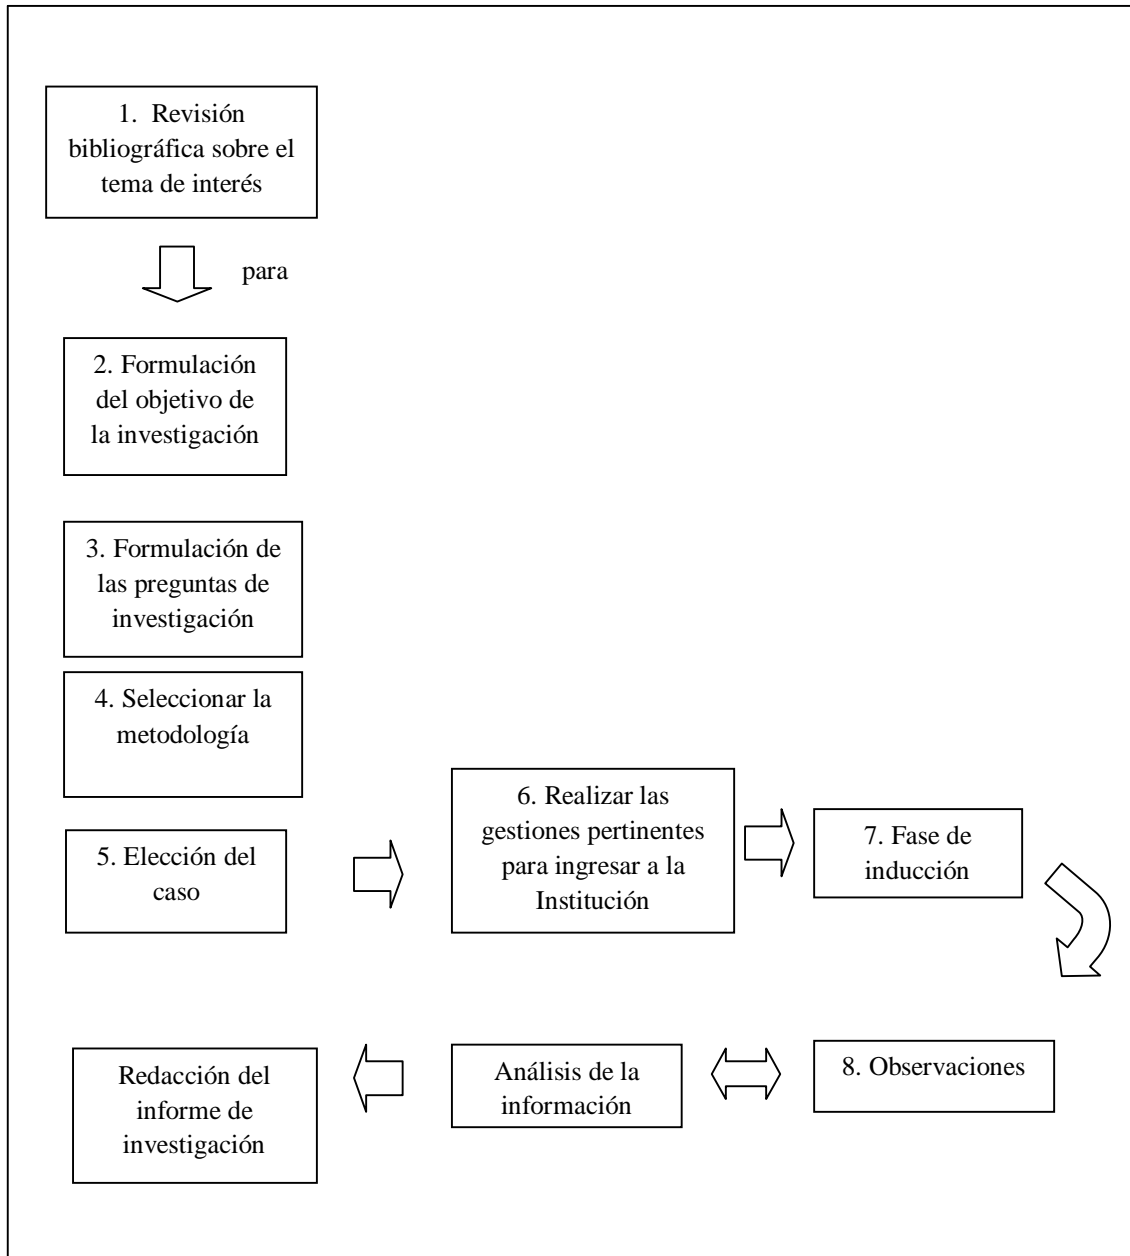 1. Revisión
bibliográfica sobre el
tema de interés
para
2. Formulación
del objetivo de
la investigación
3. Formulación de
las preguntas de
investigación
4. Seleccionar la
metodología
5. Elección del
caso
6. Realizar las
gestiones pertinentes
para ingresar a la
Institución
7. Fase de
inducción
8. Observaciones
Análisis de la
información
Redacción del
informe de
investigación